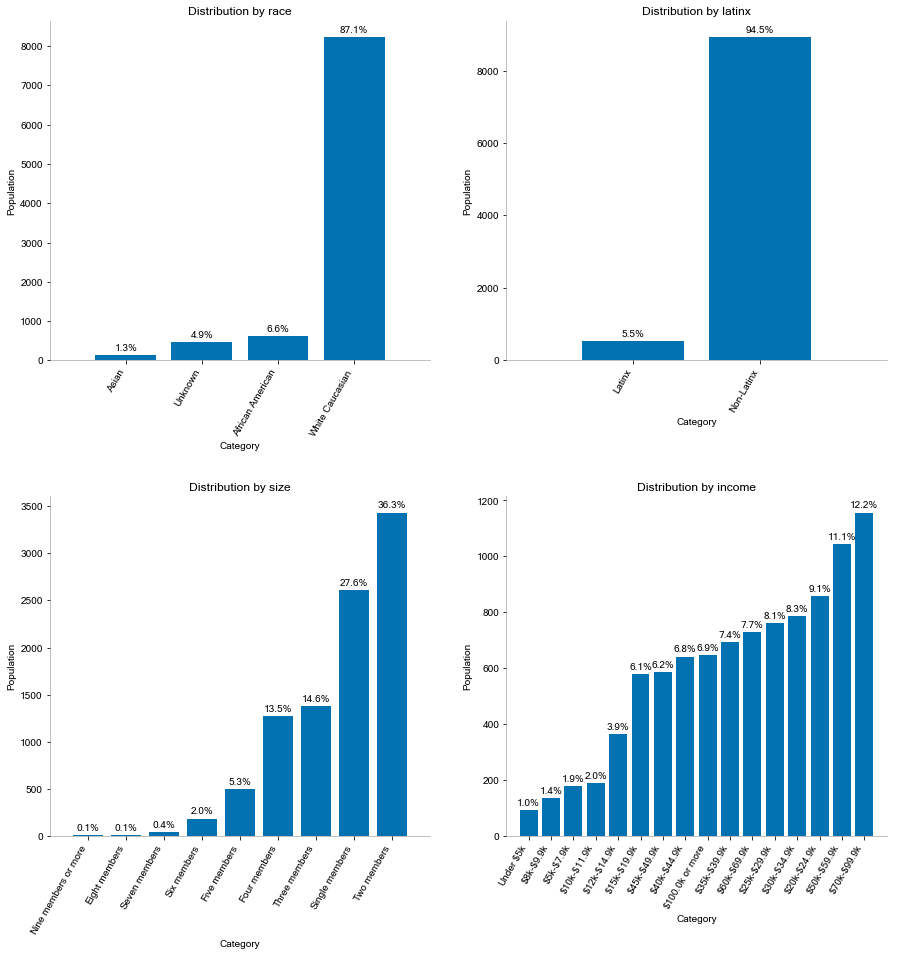 Distribution by race
87.1%
8000
7000
6000
5000
4000
3000
2000
1000
0
Population
1.3%
4.9%
6.6%
Asian
Unknown
African American
White Caucasian
Category
Distribution by latinx
94.5%
8000
6000
4000
2000
0
Population
5.5%
Latinx
Non-Latinx
Category
Distribution by size
36.3%
3500
3000
2500
2000
1500
1000
500
0
Population
0.1%
0.1%
0.4%
2.0%
5.3%
13.5%
14.6%
27.6%
Nine members or more
Eight members
Seven members
Six members
Five members
Four members
Three members
Single members
Two members
Category
Distribution by income
1200
1000
800
600
400
200
0
Population
1.0%
1.4%
1.9%
2.0%
3.9%
6.1%
6.2%
6.8%
6.9%
7.4%
7.7%
8.1%
8.3%
9.1%
11.1%
12.2%
Under $5k
$8k-$9.9k
$5k-$7.9k
$10k-$11.9k
$12k-$14.9k
$15k-$19.9k
$45k-$49.9k
$40k-$44.9k
$100.0k or more
$35k-$39.9k
$60k-$69.9k
$25k-$29.9k
$30k-$34.9k
$20k-$24.9k
$50k-$59.9k
$70k-$99.9k
Category